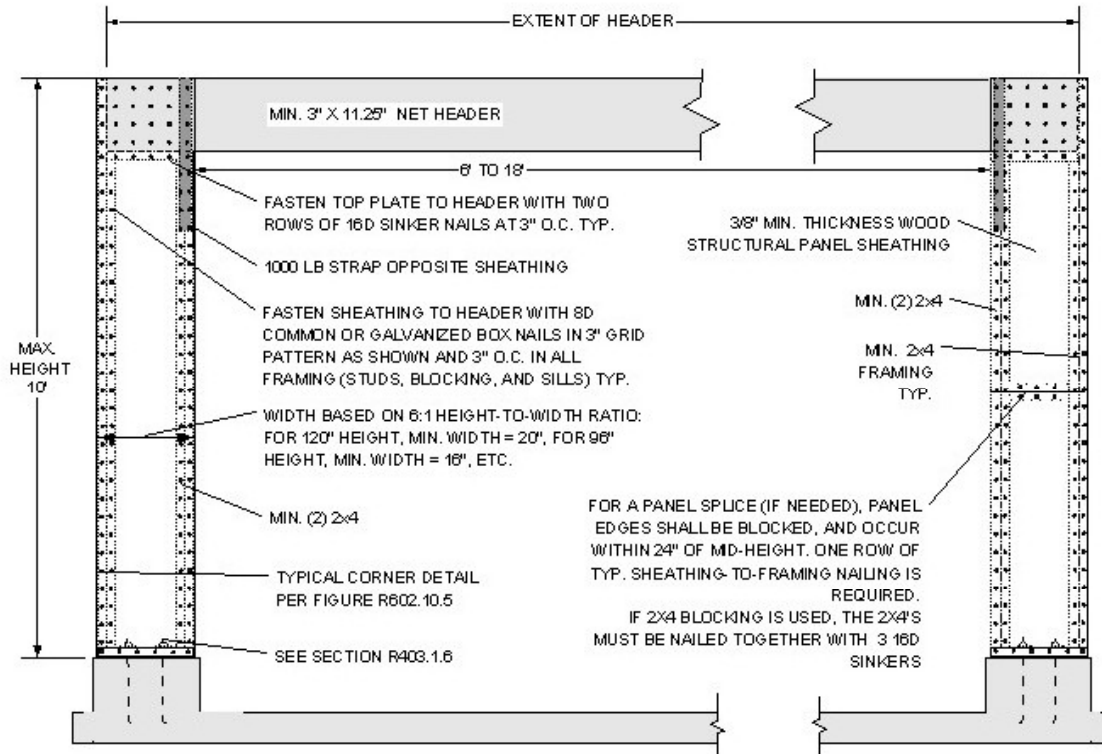 EXTENT OF HEADER
MIN. 3" X 11.25" NET HEADER
6' TO 18'
FASTEN TOP PLATE TO HEADER WITH TWO
ROWS OF 16D SINKER NAILS AT 3" O.C. TYP.
1000 LB STRAP OPPOSITE SHEATHING
FASTEN SHEATHING TO HEADER WITH 8D
COMMON OR GALVANIZED BOX NAILS IN 3" GRID
PATTERN AS SHOWN AND 3" O.C. IN ALL
FRAMING (STUDS, BLOCKING, AND SILLS) TYP.
MAX.
HEIGHT
10'
WIDTH BASED ON 6:1 HEIGHT-TO-WIDTH RATIO:
FOR 120" HEIGHT, MIN. WIDTH = 20", FOR 96"
HEIGHT, MIN. WIDTH = 16", ETC.
MIN. (2) 2x4
TYPICAL CORNER DETAIL
PER FIGURE R602.10.5
SEE SECTION R403.1.6
3/8" MIN. THICKNESS WOOD
STRUCTURAL PANEL SHEATHING
MIN. (2) 2x4
MIN. 2x4
FRAMING
TYP.
FOR A PANEL SPLICE (IF NEEDED), PANEL
EDGES SHALL BE BLOCKED, AND OCCUR
WITHIN 24" OF MID-HEIGHT. ONE ROW OF
TYP. SHEATHING-TO-FRAMING NAILING IS
REQUIRED.
IF 2X4 BLOCKING IS USED, THE 2X4'S
MUST BE NAILED TOGETHER WITH 3 16D
SINKERS